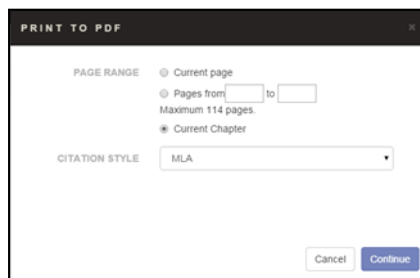 PRINT TO PDF ×
PAGE RANGE Current page
Pages from to
Maximum 114 pages.
Current Chapter
CITATION STYLE MLA
Cancel Continue